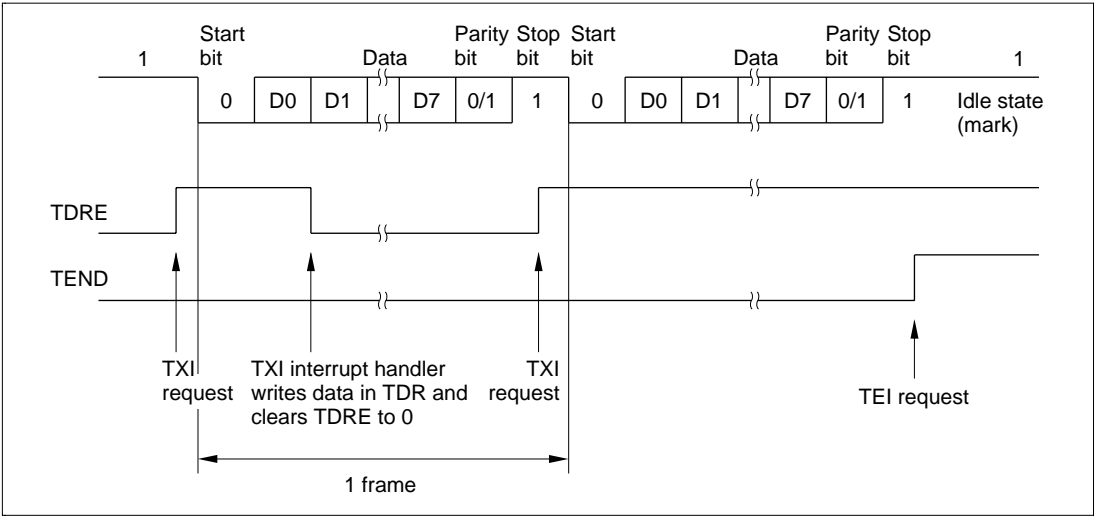 1 Start bit Data Parity bit Stop bit Start bit Data Parity bit Stop bit 1
0 D0 D1 D7 0/1 1 0 D0 D1 D7 0/1 1 Idle state (mark)
TDRE
TEND
TXI request
TXI interrupt handler
writes data in TDR and
clears TDRE to 0
TXI request
TEI request
1 frame